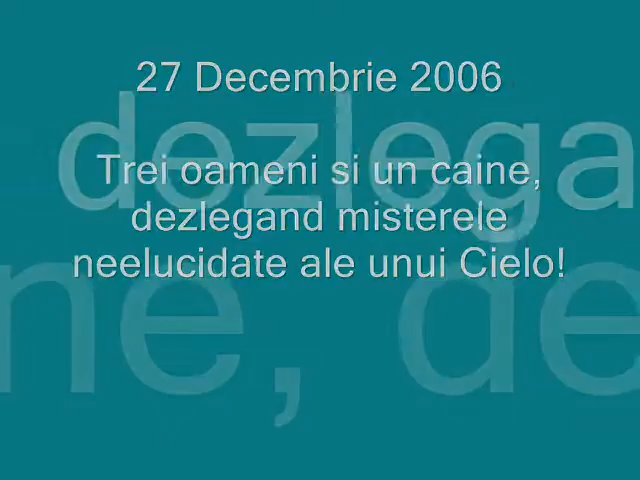 27 Decembrie 2006
Trei oameni si un caine,
dezlegand misterele
neelucidate ale unui Cielo!